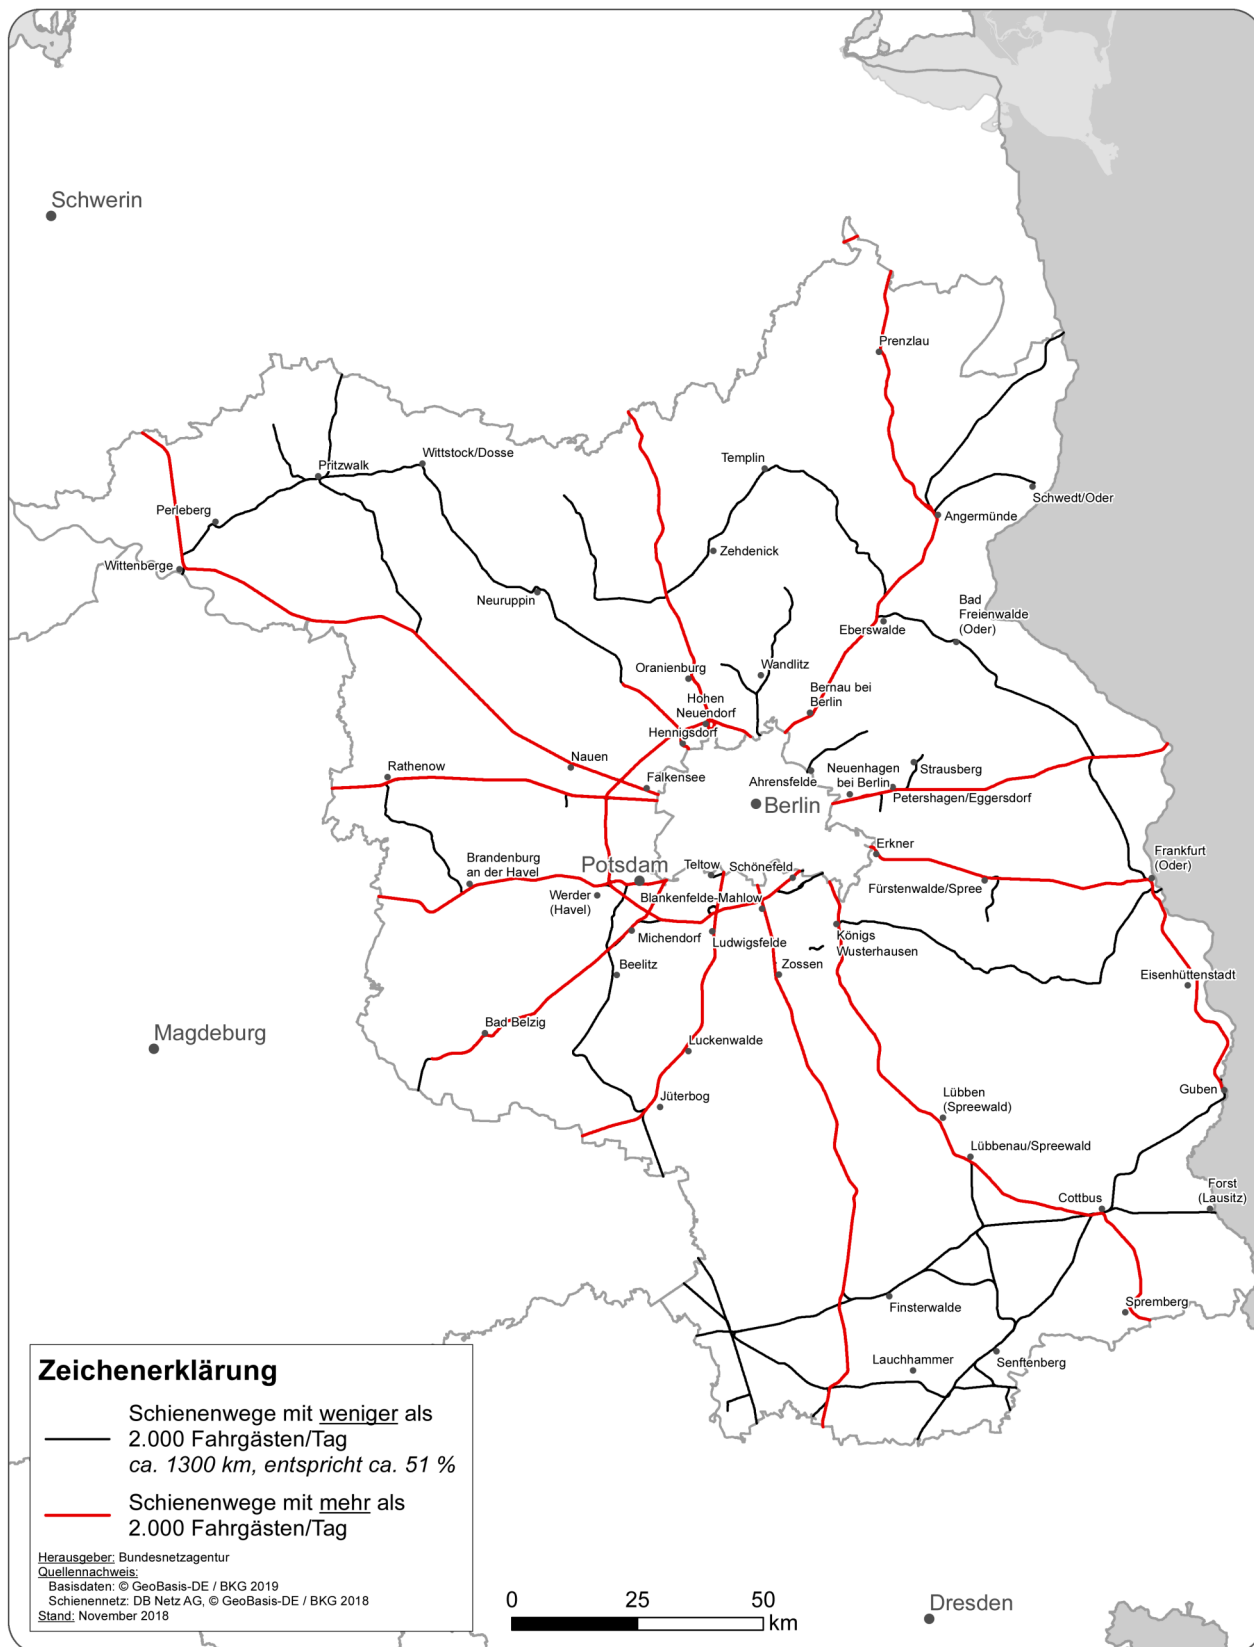 Schwerin
Prenzlau
Pritzwalk
Wittstock/Dosse
Templin
Schwedt/Oder
Perleberg
Angermünde
Zehdenick
Wittenberge
Neuruppin
Eberswalde
Bad
Freienwalde
(Oder)
Oranienburg
Wandlitz
Hohen
Neuendorf
Bernau bei
Berlin
Hennigsdorf
Nauen
Rathenow
Falkensee
Ahrensfelde
Neuenhagen
bei Berlin
Strausberg
Petershagen/Eggersdorf
Berlin
Erkner
Brandenburg
an der Havel
Potsdam
Teltow
Schönefeld
Frankfurt
(Oder)
Fürstenwalde/Spree
Werder
(Havel)
Blankenfelde-Mahlow
Michendorf
Ludwigsfelde
Königs
Wusterhausen
Beelitz
Zossen
Eisenhüttenstadt
Magdeburg
Bad Belzig
Luckenwalde
Guben
Jüterbog
Lübben
(Spreewald)
Lübbenau/Spreewald
Cottbus
Forst
(Lausitz)
Finsterwalde
Spremberg
Lauchhammer
Senftenberg
Zeichenerklärung
Schienenwege mit weniger als
2.000 Fahrgästen/Tag
ca. 1300 km, entspricht ca. 51 %
Schienenwege mit mehr als
2.000 Fahrgästen/Tag
Herausgeber: Bundesnetzagentur
Quellennachweis:
Basisdaten: © GeoBasis-DE / BKG 2019
Schienennetz: DB Netz AG, © GeoBasis-DE / BKG 2018
Stand: November 2018
0 25 50
km
Dresden